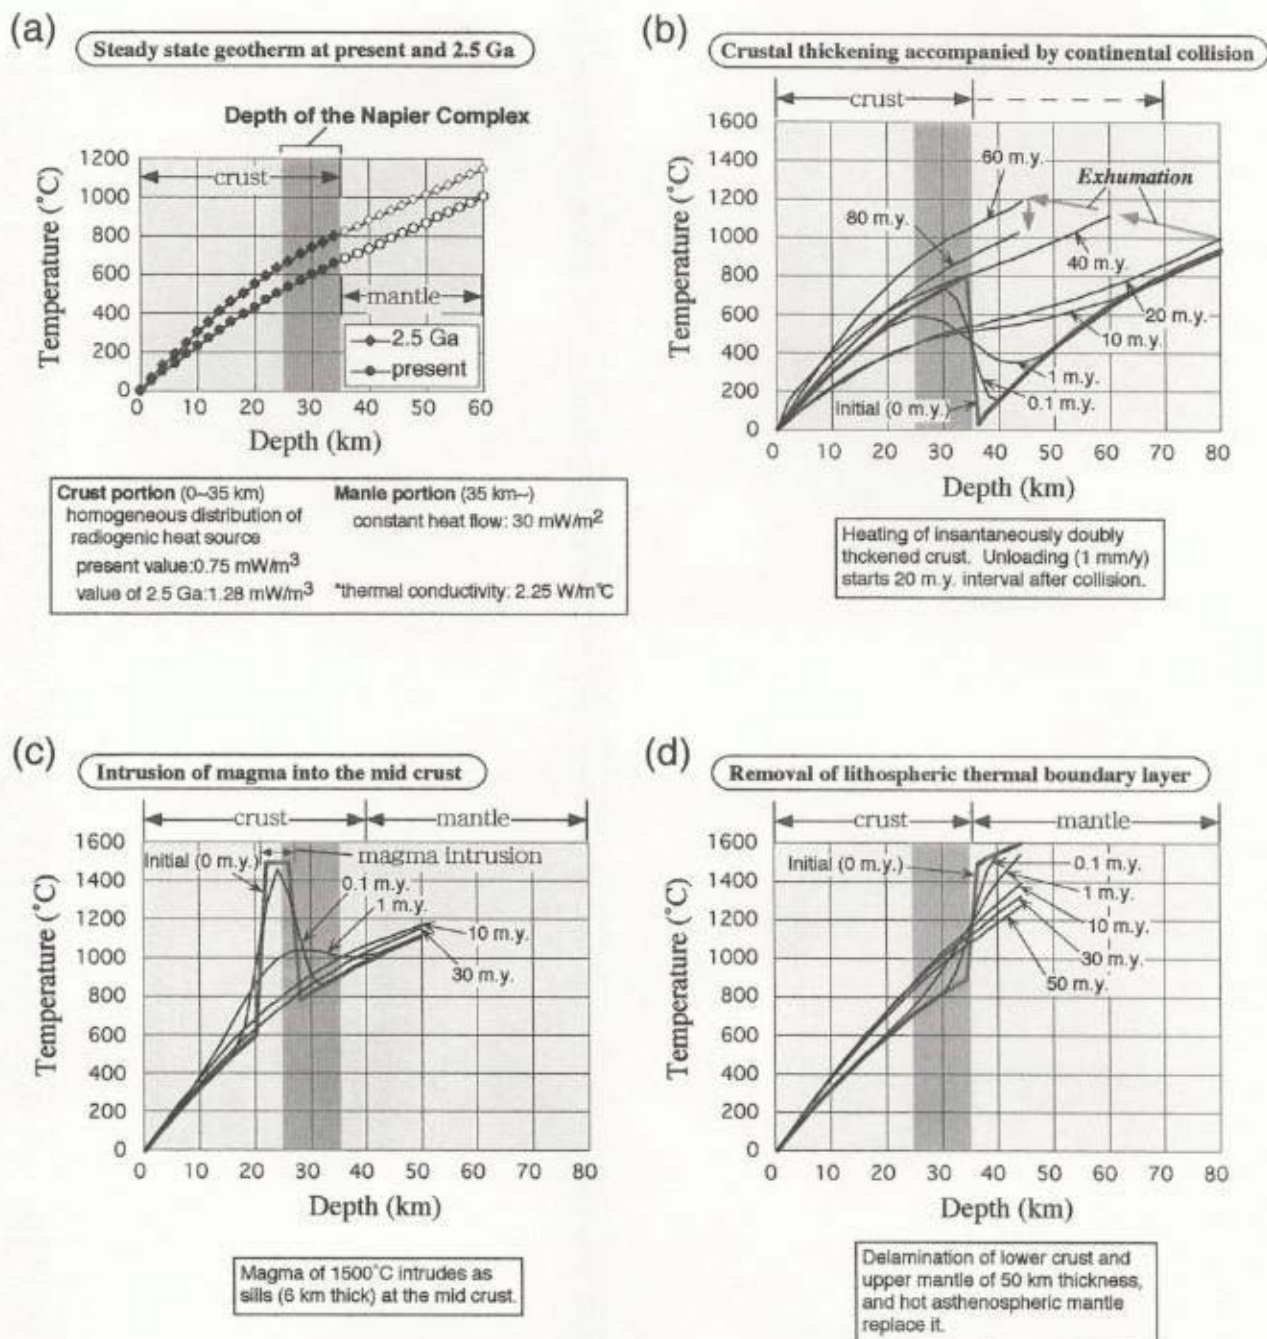 (a)
Steady state geotherm at present and 2.5 Ga
Depth of the Napier Complex
1200
1000
800
600
400
200
0
Temperature (°C)
crust
mantle
2.5 Ga
present
0 10 20 30 40 50 60
Depth (km)
Crust portion (0~35 km)
homogeneous distribution of
radiogenic heat source
present value:0.75 mW/m³
value of 2.5 Ga:1.28 mW/m³
Manle portion (35 km~)
constant heat flow: 30 mW/m²
*thermal conductivity: 2.25 W/m°C
(b)
Crustal thickening accompanied by continental collision
crust
1600
1400
1200
1000
800
600
400
200
0
Temperature (°C)
60 m.y.
Exhumation
80 m.y.
40 m.y.
20 m.y.
10 m.y.
1 m.y.
0.1 m.y.
Initial (0 m.y.)
0 10 20 30 40 50 60 70 80
Depth (km)
Heating of insantaneously doubly
thckened crust. Unloading (1 mm/y)
starts 20 m.y. interval after collision.
(c)
Intrusion of magma into the mid crust
crust
mantle
1600
1400
1200
1000
800
600
400
200
0
Temperature (°C)
Initial (0 m.y.)
magma intrusion
0.1 m.y.
1 m.y.
10 m.y.
30 m.y.
0 10 20 30 40 50 60 70 80
Depth (km)
Magma of 1500°C intrudes as
sills (6 km thick) at the mid crust.
(d)
Removal of lithospheric thermal boundary layer
crust
mantle
1600
1400
1200
1000
800
600
400
200
0
Temperature (°C)
Initial (0 m.y.)
0.1 m.y.
1 m.y.
10 m.y.
30 m.y.
50 m.y.
0 10 20 30 40 50 60 70 80
Depth (km)
Delamination of lower crust and
upper mantle of 50 km thickness,
and hot asthenospheric mantle
replace it.